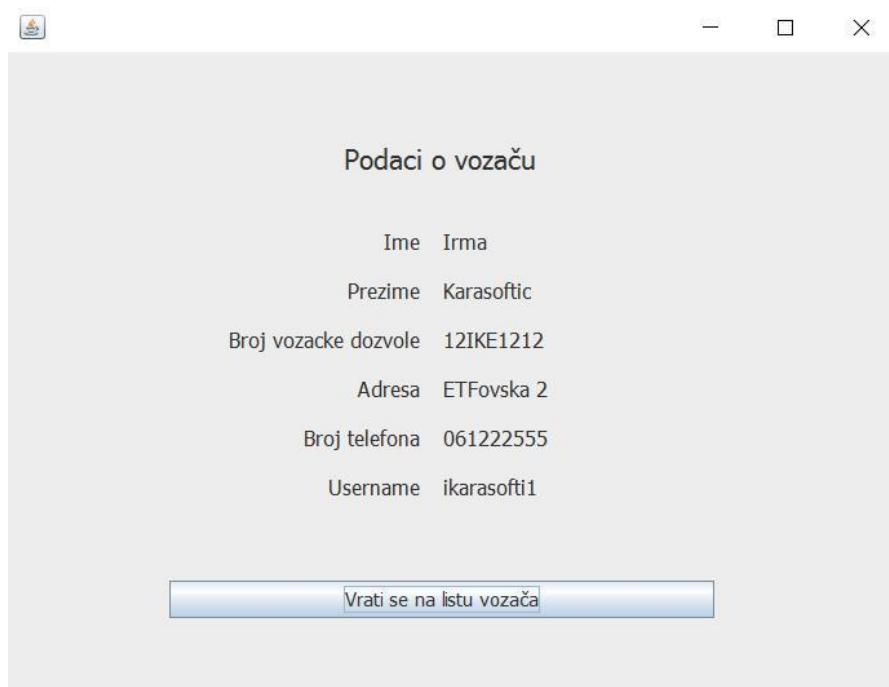 Podaci o vozaču
Ime Irma
Prezime Karasoftic
Broj vozacke dozvole 12IKE1212
Adresa ETFovska 2
Broj telefona 061222555
Username ikarasofti1
Vrati se na listu vozača